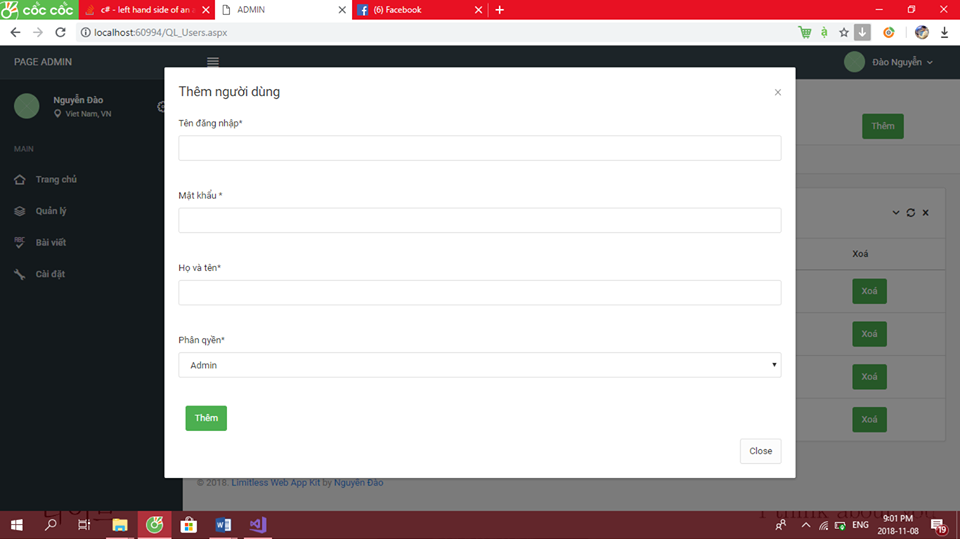 cốc cốc
c# - left hand side of an a
ADMIN
(6) Facebook
localhost:60994/QL_Users.aspx
PAGE ADMIN
Đào Nguyễn
Nguyễn Đào
Viet Nam, VN
MAIN
Trang chủ
Quản lý
Bài viết
Cài đặt
Thêm người dùng
Tên đăng nhập*
Mật khẩu *
Họ và tên*
Phân qyền*
Admin
Thêm
Close
Thêm
Xoá
Xoá
Xoá
Xoá
Xoá
© 2018. Limitless Web App Kit by Nguyễn Đào
I think about
ENG
9:01 PM
2018-11-08
19